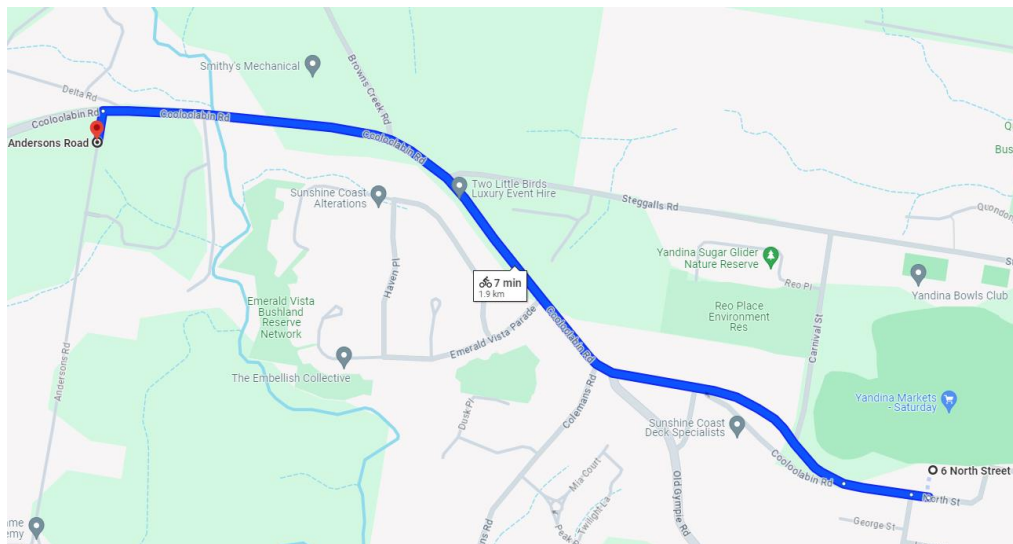 Smithy's Mechanical
Browns Creek Rd
Delta Rd
Cooloolabin Rd
Cooloolabin Rd
Andersons Road
Cooloolabin Rd
Two Little Birds
Luxury Event Hire
Sunshine Coast
Alterations
Steggalls Rd
Yandina Sugar Glider
Nature Reserve
Haven Pl
7 min
1.9 km
Reo Pl
Yandina Bowls Club
Emerald Vista
Bushland
Reserve
Network
Reo Place
Environment
Res
Carnival St
Emerald Vista Parade
Cooloolabin Rd
Andersons Rd
The Embellish Collective
Dusk Pl
Colemans Rd
Yandina Markets
- Saturday
Sunshine Coast
Deck Specialists
Cooloolabin Rd
Mia Court
Old Gympie Rd
6 North Street
North St
Twilight La
George St